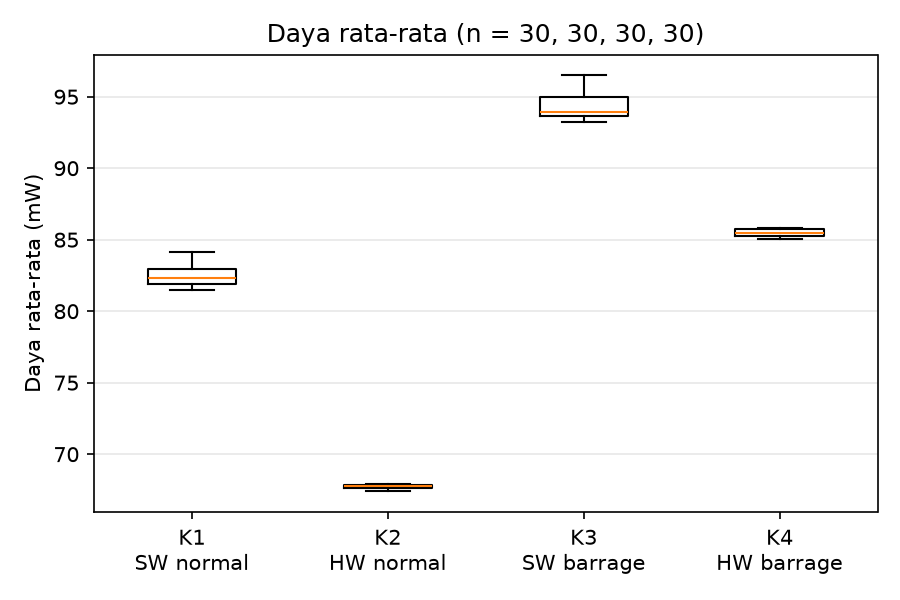 Daya rata-rata (n = 30, 30, 30, 30)
Daya rata-rata (mW)
95
90
85
80
75
70
K1
SW normal
K2
HW normal
K3
SW barrage
K4
HW barrage